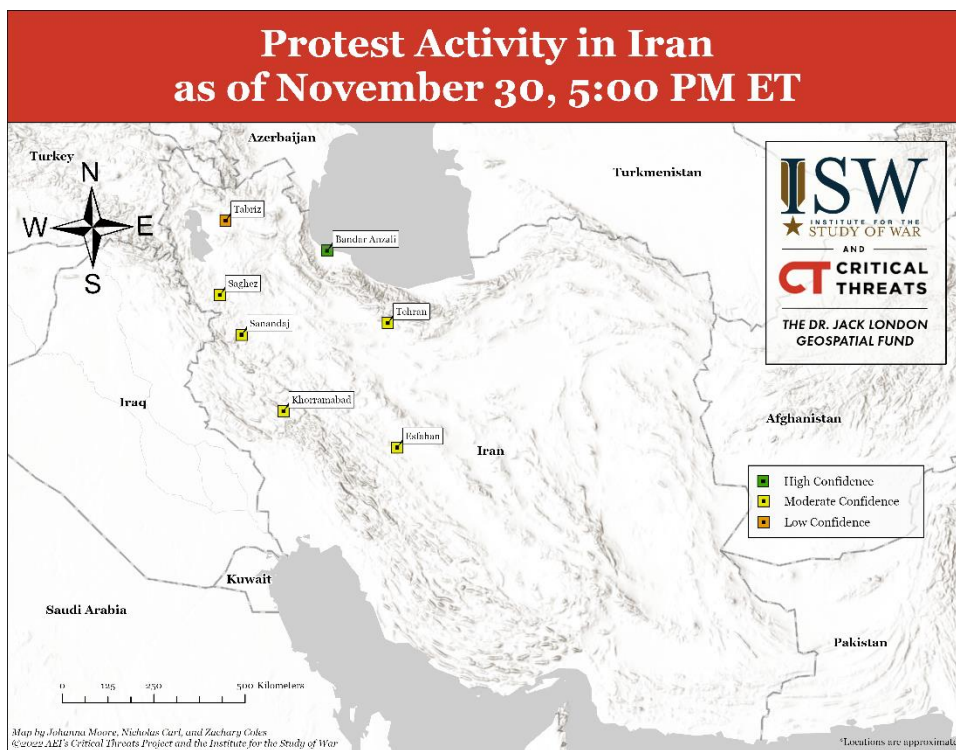 Protest Activity in Iran
as of November 30, 5:00 PM ET
Azerbaijan
Turkey
Turkmenistan
N
W
E
S
Tabriz
Bandar Anzali
Saghez
Sanandaj
Tehran
Khorramabad
Esfahan
Iraq
Iran
Afghanistan
Kuwait
Saudi Arabia
Pakistan
ISW
INSTITUTE FOR THE
STUDY OF WAR
AND
CT CRITICAL
THREATS
THE DR. JACK LONDON
GEOSPATIAL FUND
High Confidence
Moderate Confidence
Low Confidence
0 125 250 500 Kilometers
Map by Johanna Moore, Nicholas Carl, and Zachary Coles
©2022 AEI's Critical Threats Project and the Institute for the Study of War
*Locations are approximat